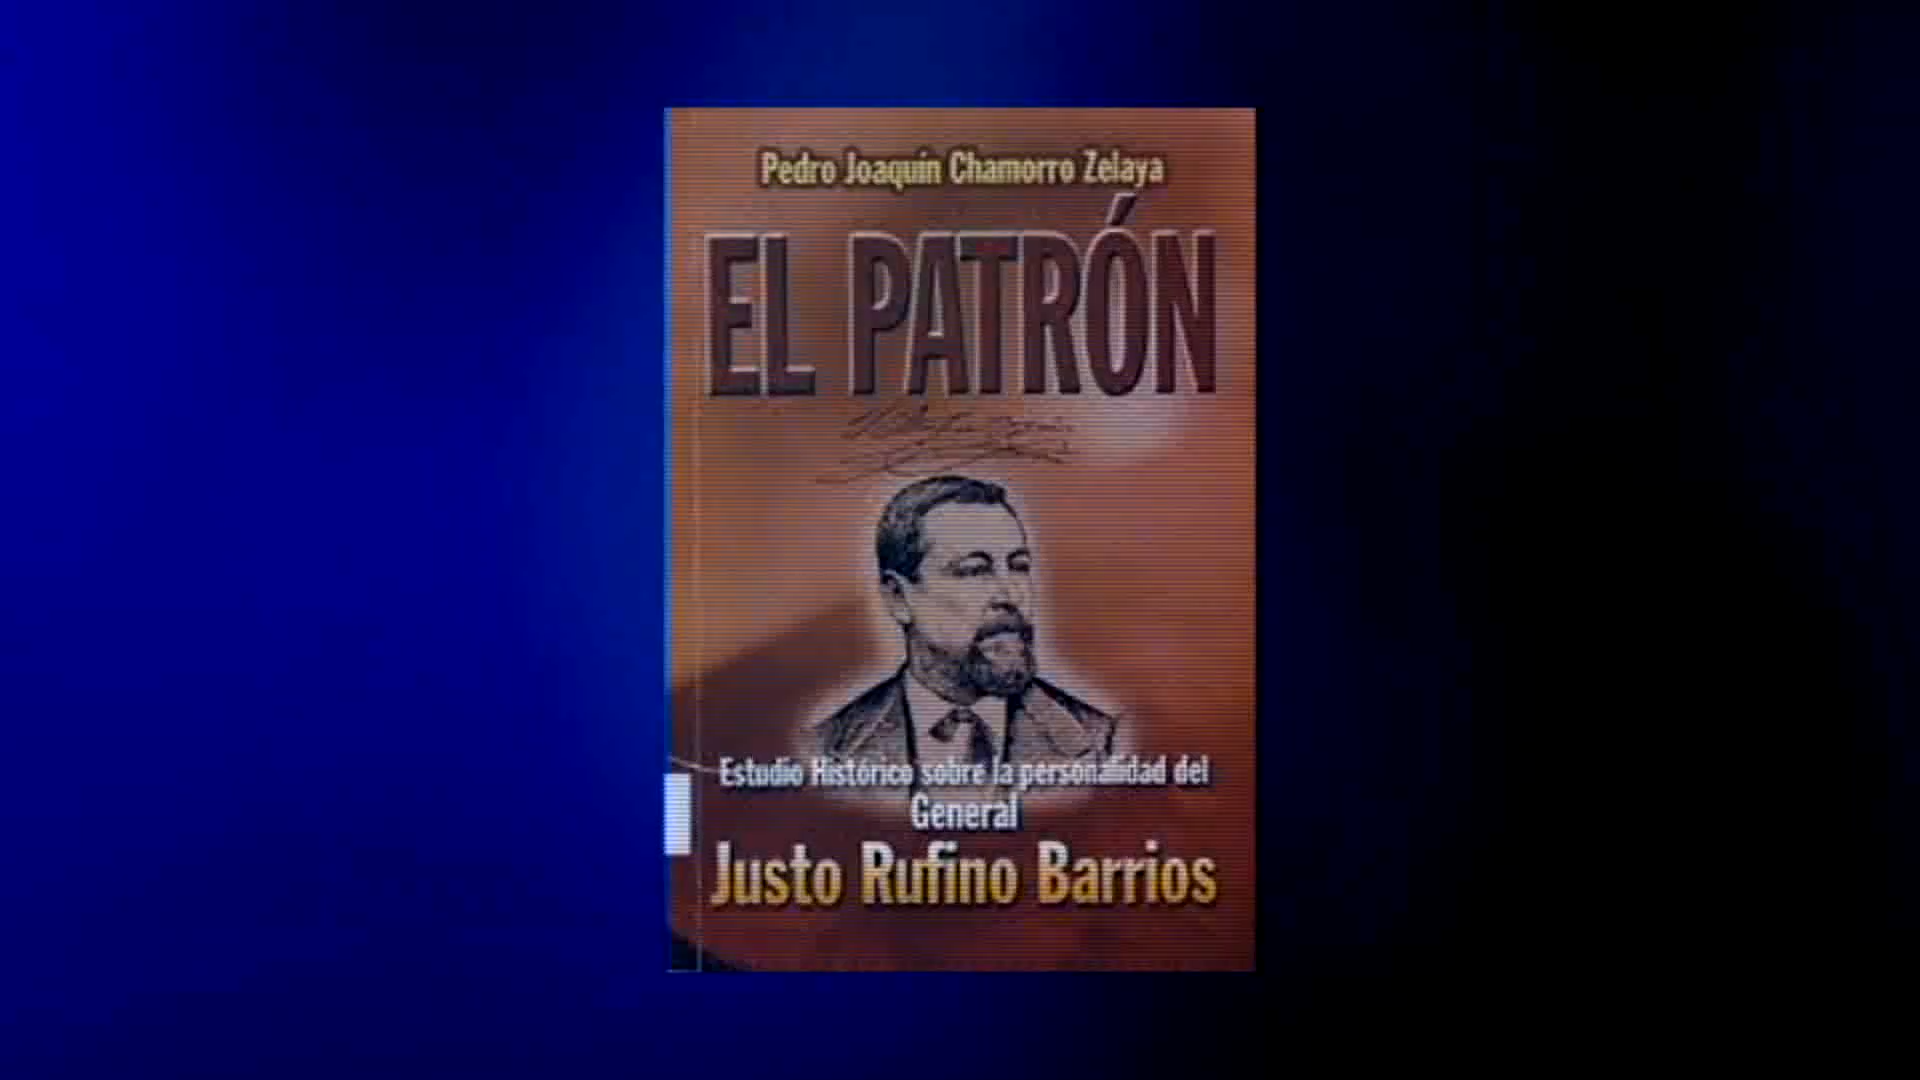 Pedro Joaquín Chamorro Zelaya
EL PATRÓN
Estudio Histórico sobre la personalidad del
General
Justo Rufino Barrios